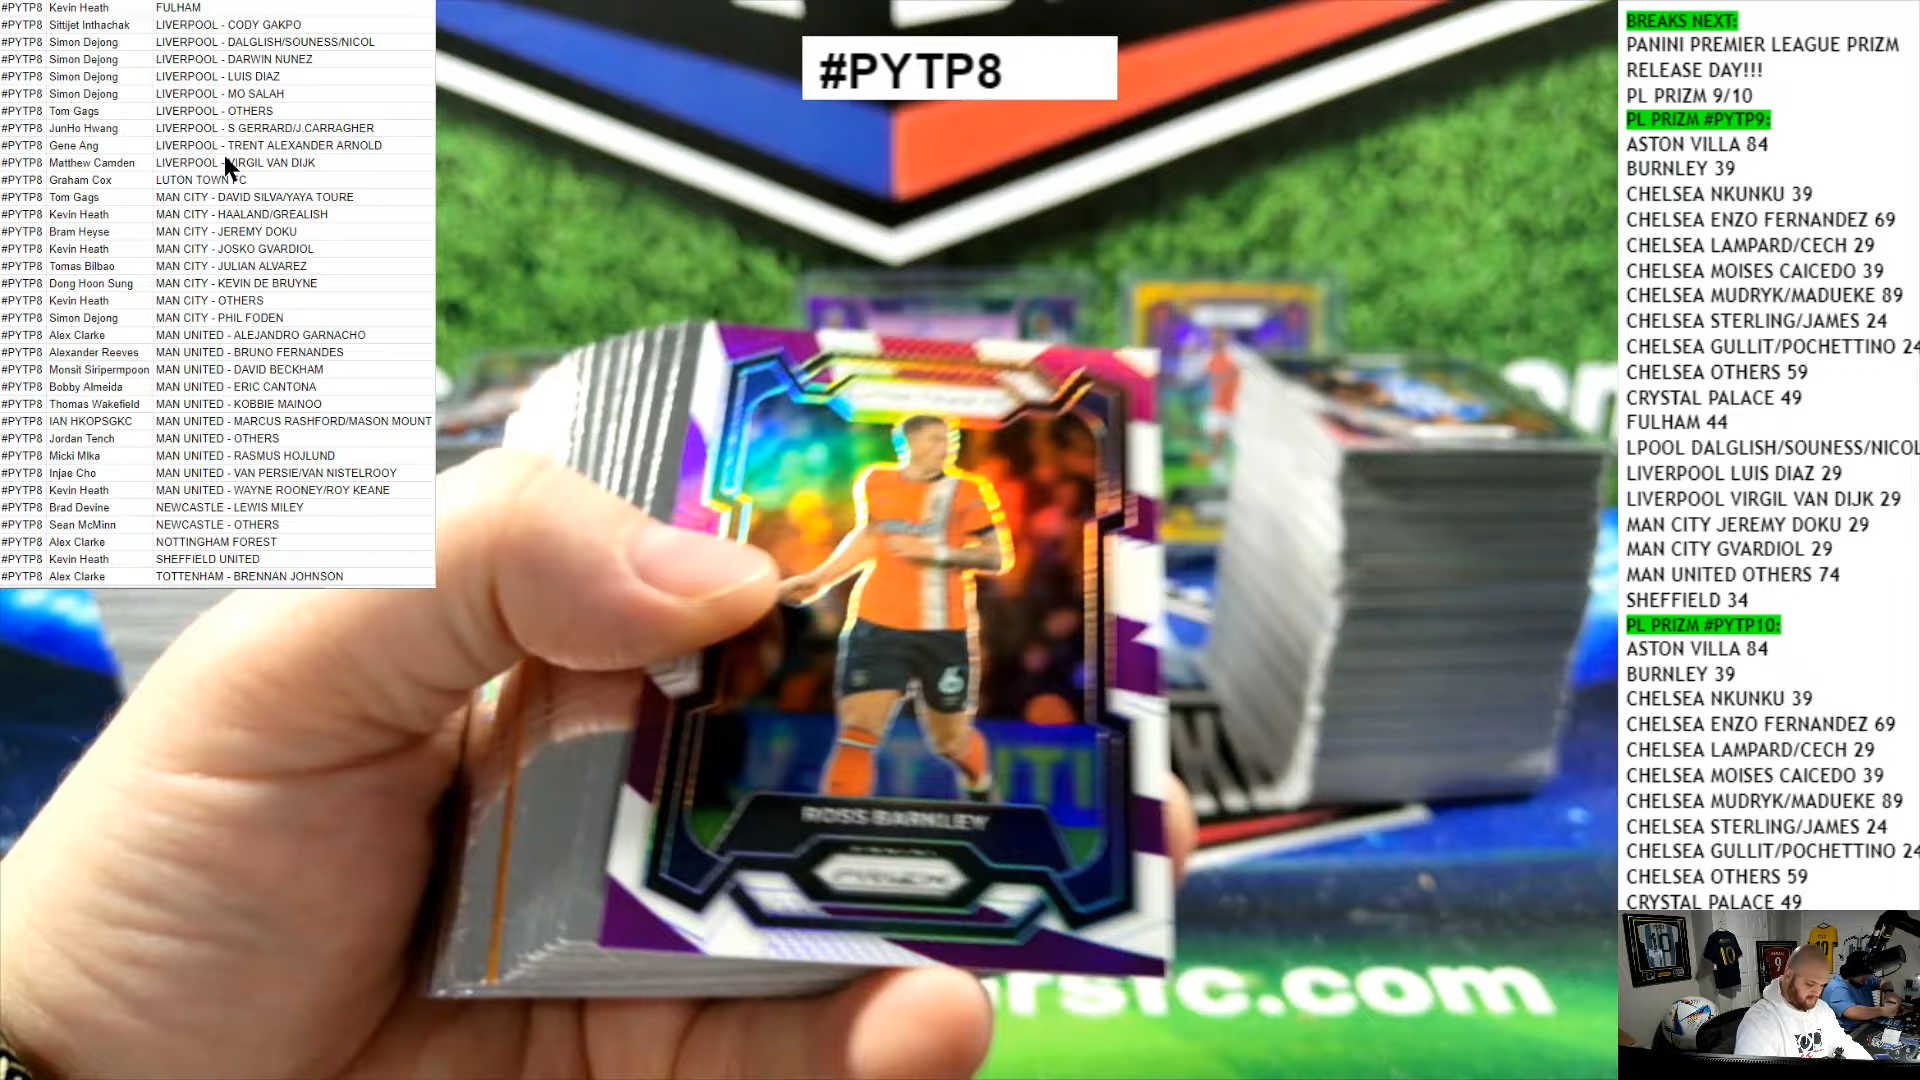 #PYTP8 Kevin Heath FULHAM
#PYTP8 Sittijet Inthachak LIVERPOOL - CODY GAKPO
#PYTP8 Simon Dejong LIVERPOOL - DALGLISH/SOUNESS/NICOL
#PYTP8 Simon Dejong LIVERPOOL - DARWIN NUNEZ
#PYTP8 Simon Dejong LIVERPOOL - LUIS DIAZ
#PYTP8 Simon Dejong LIVERPOOL - MO SALAH
#PYTP8 Tom Gags LIVERPOOL - OTHERS
#PYTP8 JunHo Hwang LIVERPOOL - S.GERRARD/J.CARRAGHER
#PYTP8 Gene Ang LIVERPOOL - TRENT ALEXANDER ARNOLD
#PYTP8 Matthew Camden LIVERPOOL - VIRGIL VAN DIJK
#PYTP8 Graham Cox LUTON TOWN FC
#PYTP8 Tom Gags MAN CITY - DAVID SILVA/YAYA TOURE
#PYTP8 Kevin Heath MAN CITY - HAALAND/GREALISH
#PYTP8 Bram Heyse MAN CITY - JEREMY DOKU
#PYTP8 Kevin Heath MAN CITY - JOSKO GVARDIOL
#PYTP8 Tomas Bilbao MAN CITY - JULIAN ALVAREZ
#PYTP8 Dong Hoon Sung MAN CITY - KEVIN DE BRUYNE
#PYTP8 Kevin Heath MAN CITY - OTHERS
#PYTP8 Simon Dejong MAN CITY - PHIL FODEN
#PYTP8 Alex Clarke MAN UNITED - ALEJANDRO GARNACHO
#PYTP8 Alexander Reeves MAN UNITED - BRUNO FERNANDES
#PYTP8 Monsit Siripermpoon MAN UNITED - DAVID BECKHAM
#PYTP8 Bobby Almeida MAN UNITED - ERIC CANTONA
#PYTP8 Thomas Wakefield MAN UNITED - KOBBIE MAINOO
#PYTP8 IAN HKOPSGKC MAN UNITED - MARCUS RASHFORD/MASON MOUNT
#PYTP8 Jordan Tench MAN UNITED - OTHERS
#PYTP8 Micki Mlka MAN UNITED - RASMUS HOJLUND
#PYTP8 Injae Cho MAN UNITED - VAN PERSIE/VAN NISTELROOY
#PYTP8 Kevin Heath MAN UNITED - WAYNE ROONEY/ROY KEANE
#PYTP8 Brad Devine NEWCASTLE - LEWIS MILEY
#PYTP8 Sean McMinn NEWCASTLE - OTHERS
#PYTP8 Alex Clarke NOTTINGHAM FOREST
#PYTP8 Kevin Heath SHEFFIELD UNITED
#PYTP8 Alex Clarke TOTTENHAM - BRENNAN JOHNSON
#PYTP8
6
ROSS BARKLEY
PRIZM
rsfc.com
BREAKS NEXT:
PANINI PREMIER LEAGUE PRIZM
RELEASE DAY!!!
PL PRIZM 9/10
PL PRIZM #PYTP9:
ASTON VILLA 84
BURNLEY 39
CHELSEA NKUNKU 39
CHELSEA ENZO FERNANDEZ 69
CHELSEA LAMPARD/CECH 29
CHELSEA MOISES CAICEDO 39
CHELSEA MUDRYK/MADUEKE 89
CHELSEA STERLING/JAMES 24
CHELSEA GULLIT/POCHETTINO 24
CHELSEA OTHERS 59
CRYSTAL PALACE 49
FULHAM 44
LPOOL DALGLISH/SOUNESS/NICOL
LIVERPOOL LUIS DIAZ 29
LIVERPOOL VIRGIL VAN DIJK 29
MAN CITY JEREMY DOKU 29
MAN CITY GVARDIOL 29
MAN UNITED OTHERS 74
SHEFFIELD 34
PL PRIZM #PYTP10:
ASTON VILLA 84
BURNLEY 39
CHELSEA NKUNKU 39
CHELSEA ENZO FERNANDEZ 69
CHELSEA LAMPARD/CECH 29
CHELSEA MOISES CAICEDO 39
CHELSEA MUDRYK/MADUEKE 89
CHELSEA STERLING/JAMES 24
CHELSEA GULLIT/POCHETTINO 24
CHELSEA OTHERS 59
CRYSTAL PALACE 49